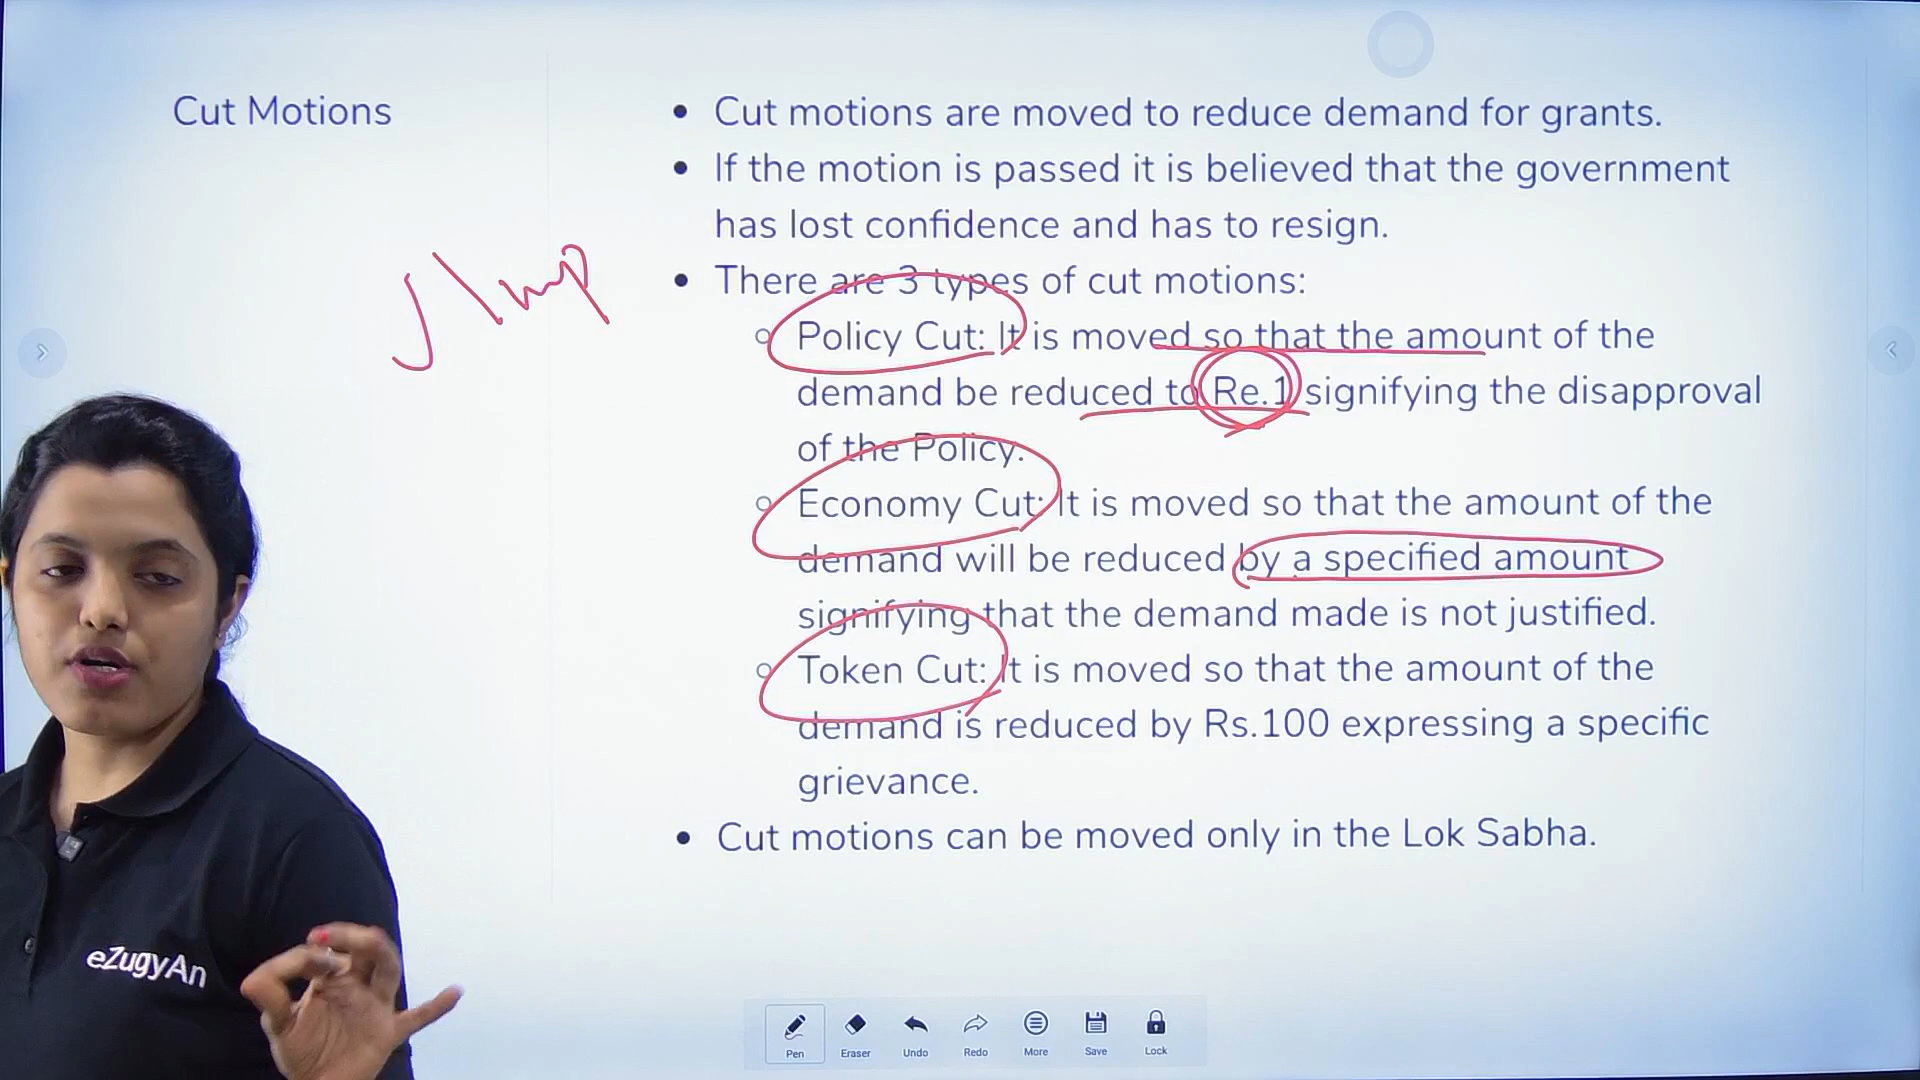 Cut Motions
• Cut motions are moved to reduce demand for grants.
• If the motion is passed it is believed that the government
has lost confidence and has to resign.
• There are 3 types of cut motions:
○ Policy Cut: It is moved so that the amount of the
demand be reduced to Re.1 signifying the disapproval
of the Policy.
○ Economy Cut: It is moved so that the amount of the
demand will be reduced by a specified amount
signifying that the demand made is not justified.
○ Token Cut: It is moved so that the amount of the
demand is reduced by Rs.100 expressing a specific
grievance.
• Cut motions can be moved only in the Lok Sabha.
Imp
eZugyAn
Pen Eraser Undo Redo More Save Lock